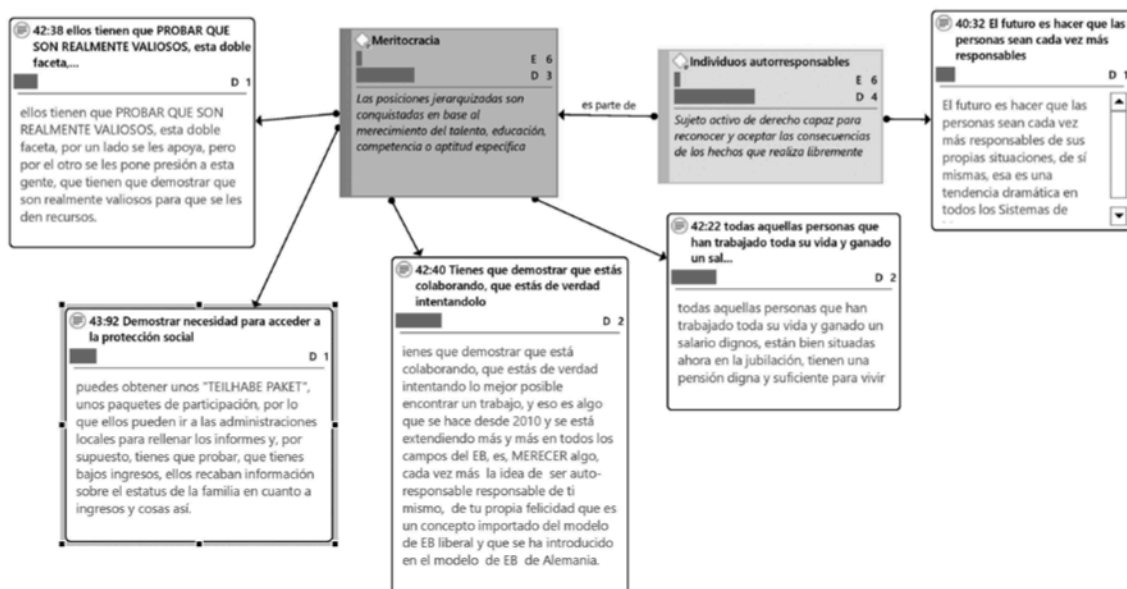 42:38 ellos tienen que PROBAR QUE
SON REALMENTE VALIOSOS, esta doble
faceta,...
D 1
ellos tienen que PROBAR QUE SON
REALMENTE VALIOSOS, esta doble
faceta, por un lado se les apoya, pero
por el otro se les pone presión a esta
gente, que tienen que demostrar que
son realmente valiosos para que se les
den recursos.
Meritocracia
E 6
D 3
Las posiciones jerarquizadas son
conquistadas en base al
merecimiento del talento, educación,
competencia o aptitud específica
es parte de
Individuos autorresponsables
E 6
D 4
Sujeto activo de derecho capaz para
reconocer y aceptar las consecuencias
de los hechos que realiza libremente
40:32 El futuro es hacer que las
personas sean cada vez más
responsables
D 1
El futuro es hacer que las
personas sean cada vez
más responsables de sus
propias situaciones, de sí
mismas, esa es una
tendencia dramática en
todos los Sistemas de
43:92 Demostrar necesidad para acceder a
la protección social
D 1
puedes obtener unos "TEILHABE PAKET",
unos paquetes de participación, por lo
que ellos pueden ir a las administraciones
locales para rellenar los informes y, por
supuesto, tienes que probar, que tienes
bajos ingresos, ellos recaban información
sobre el estatus de la familia en cuanto a
ingresos y cosas así.
42:40 Tienes que demostrar que estás
colaborando, que estás de verdad
intentandolo
D 2
ienes que demostrar que está
colaborando, que estás de verdad
intentando lo mejor posible
encontrar un trabajo, y eso es algo
que se hace desde 2010 y se está
extendiendo más y más en todos los
campos del EB, es, MERECER algo,
cada vez más la idea de ser auto-
responsable responsable de ti
mismo, de tu propia felicidad que es
un concepto importado del modelo
de EB liberal y que se ha introducido
en el modelo de EB de Alemania.
42:22 todas aquellas personas que
han trabajado toda su vida y ganado
un sal...
D 2
todas aquellas personas que han
trabajado toda su vida y ganado un
salario dignos, están bien situadas
ahora en la jubilación, tienen una
pensión digna y suficiente para vivir